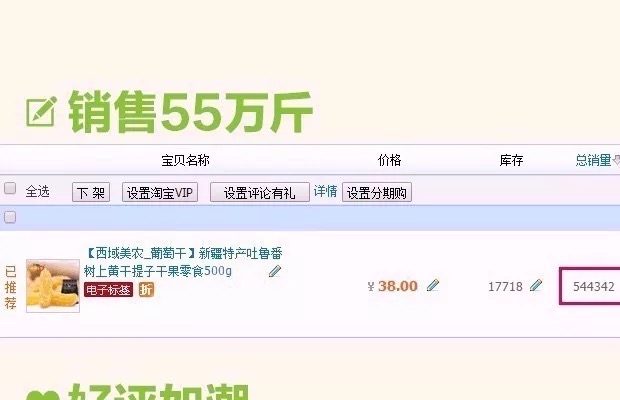 销售55万斤
宝贝名称 价格 库存 总销量
全选 下架 设置淘宝VIP 设置评论有礼 详情 设置分期购
已推荐
【西域美农_葡萄干】新疆特产吐鲁番
树上黄干提子干果零食500g
电子标签 折
¥38.00 17718 544342
好评如潮